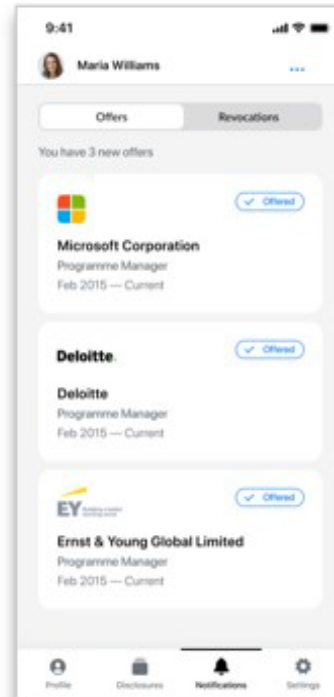 9:41
Maria Williams
...
Offers Revocations
You have 3 new offers
✓ Offered
Microsoft Corporation
Programme Manager
Feb 2015 — Current
Deloitte.
✓ Offered
Deloitte
Programme Manager
Feb 2015 — Current
EY
✓ Offered
Ernst & Young Global Limited
Programme Manager
Feb 2015 — Current
Profile Disclosures Notifications Settings